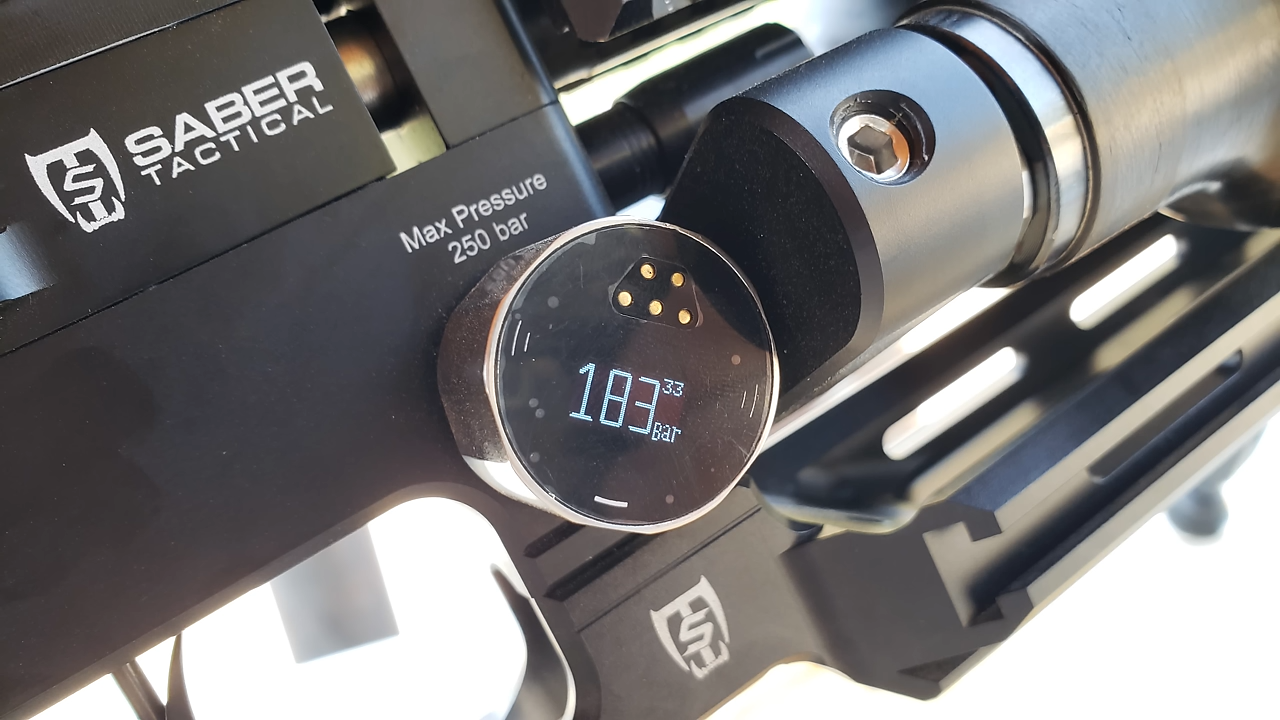 SABER
TACTICAL
Max Pressure
250 bar
183 33
Bar